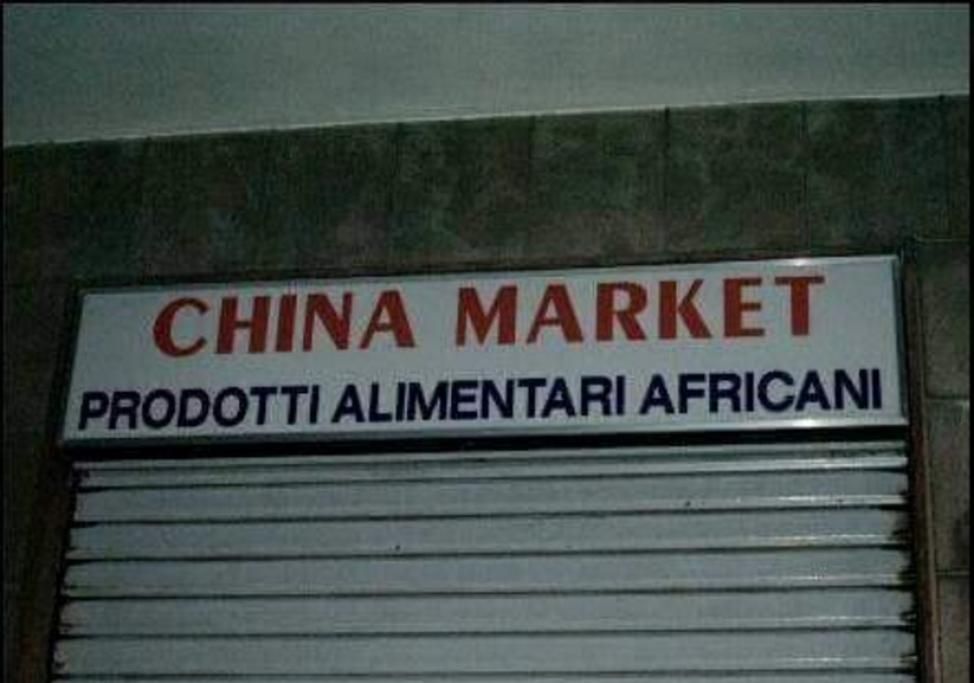 CHINA MARKET
PRODOTTI ALIMENTARI AFRICANI